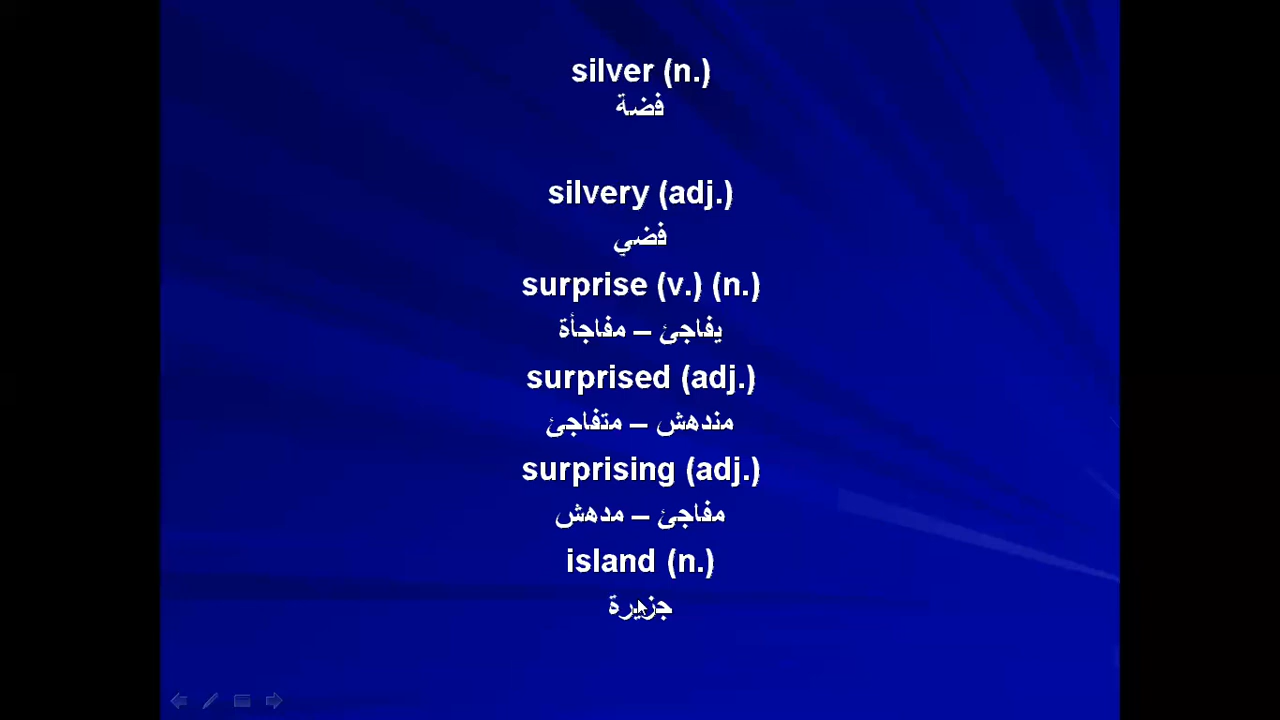 silver (n.)
فضة
silvery (adj.)
فضي
surprise (v.) (n.)
يفاجئ – مفاجأة
surprised (adj.)
مندهش – متفاجئ
surprising (adj.)
مفاجئ – مدهش
island (n.)
جزيرة